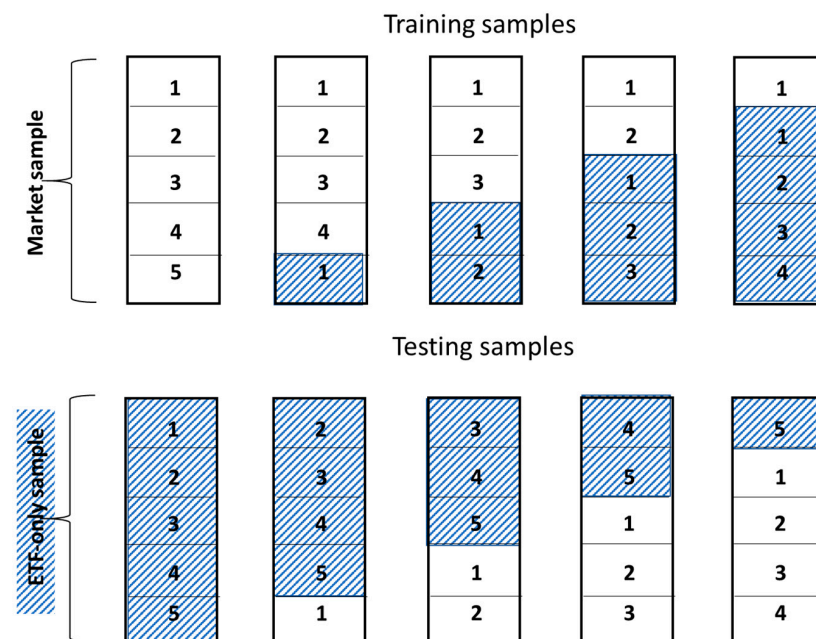 Training samples
Market sample
1 1 1 1 1
2 2 2 2 1
3 3 3 1 2
4 4 1 2 3
5 1 2 3 4
Testing samples
ETF-only sample
1 2 3 4 5
2 3 4 5 1
3 4 5 1 2
4 5 1 2 3
5 1 2 3 4